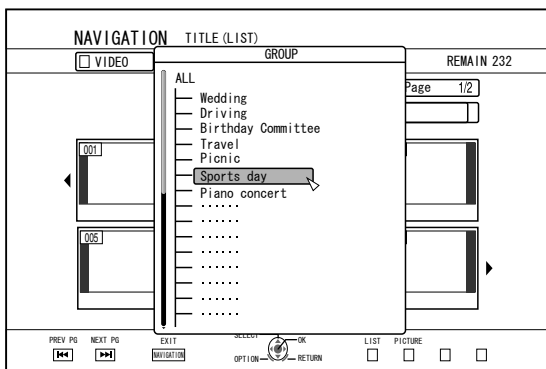 NAVIGATION TITLE (LIST)
VIDEO
GROUP
REMAIN 232
ALL
Page 1/2
Wedding
Driving
Birthday Committee
Travel
Picnic
Sports day
Piano concert
001
005
PREV PG NEXT PG EXIT SELECT OK LIST PICTURE
NAVIGATION OPTION RETURN